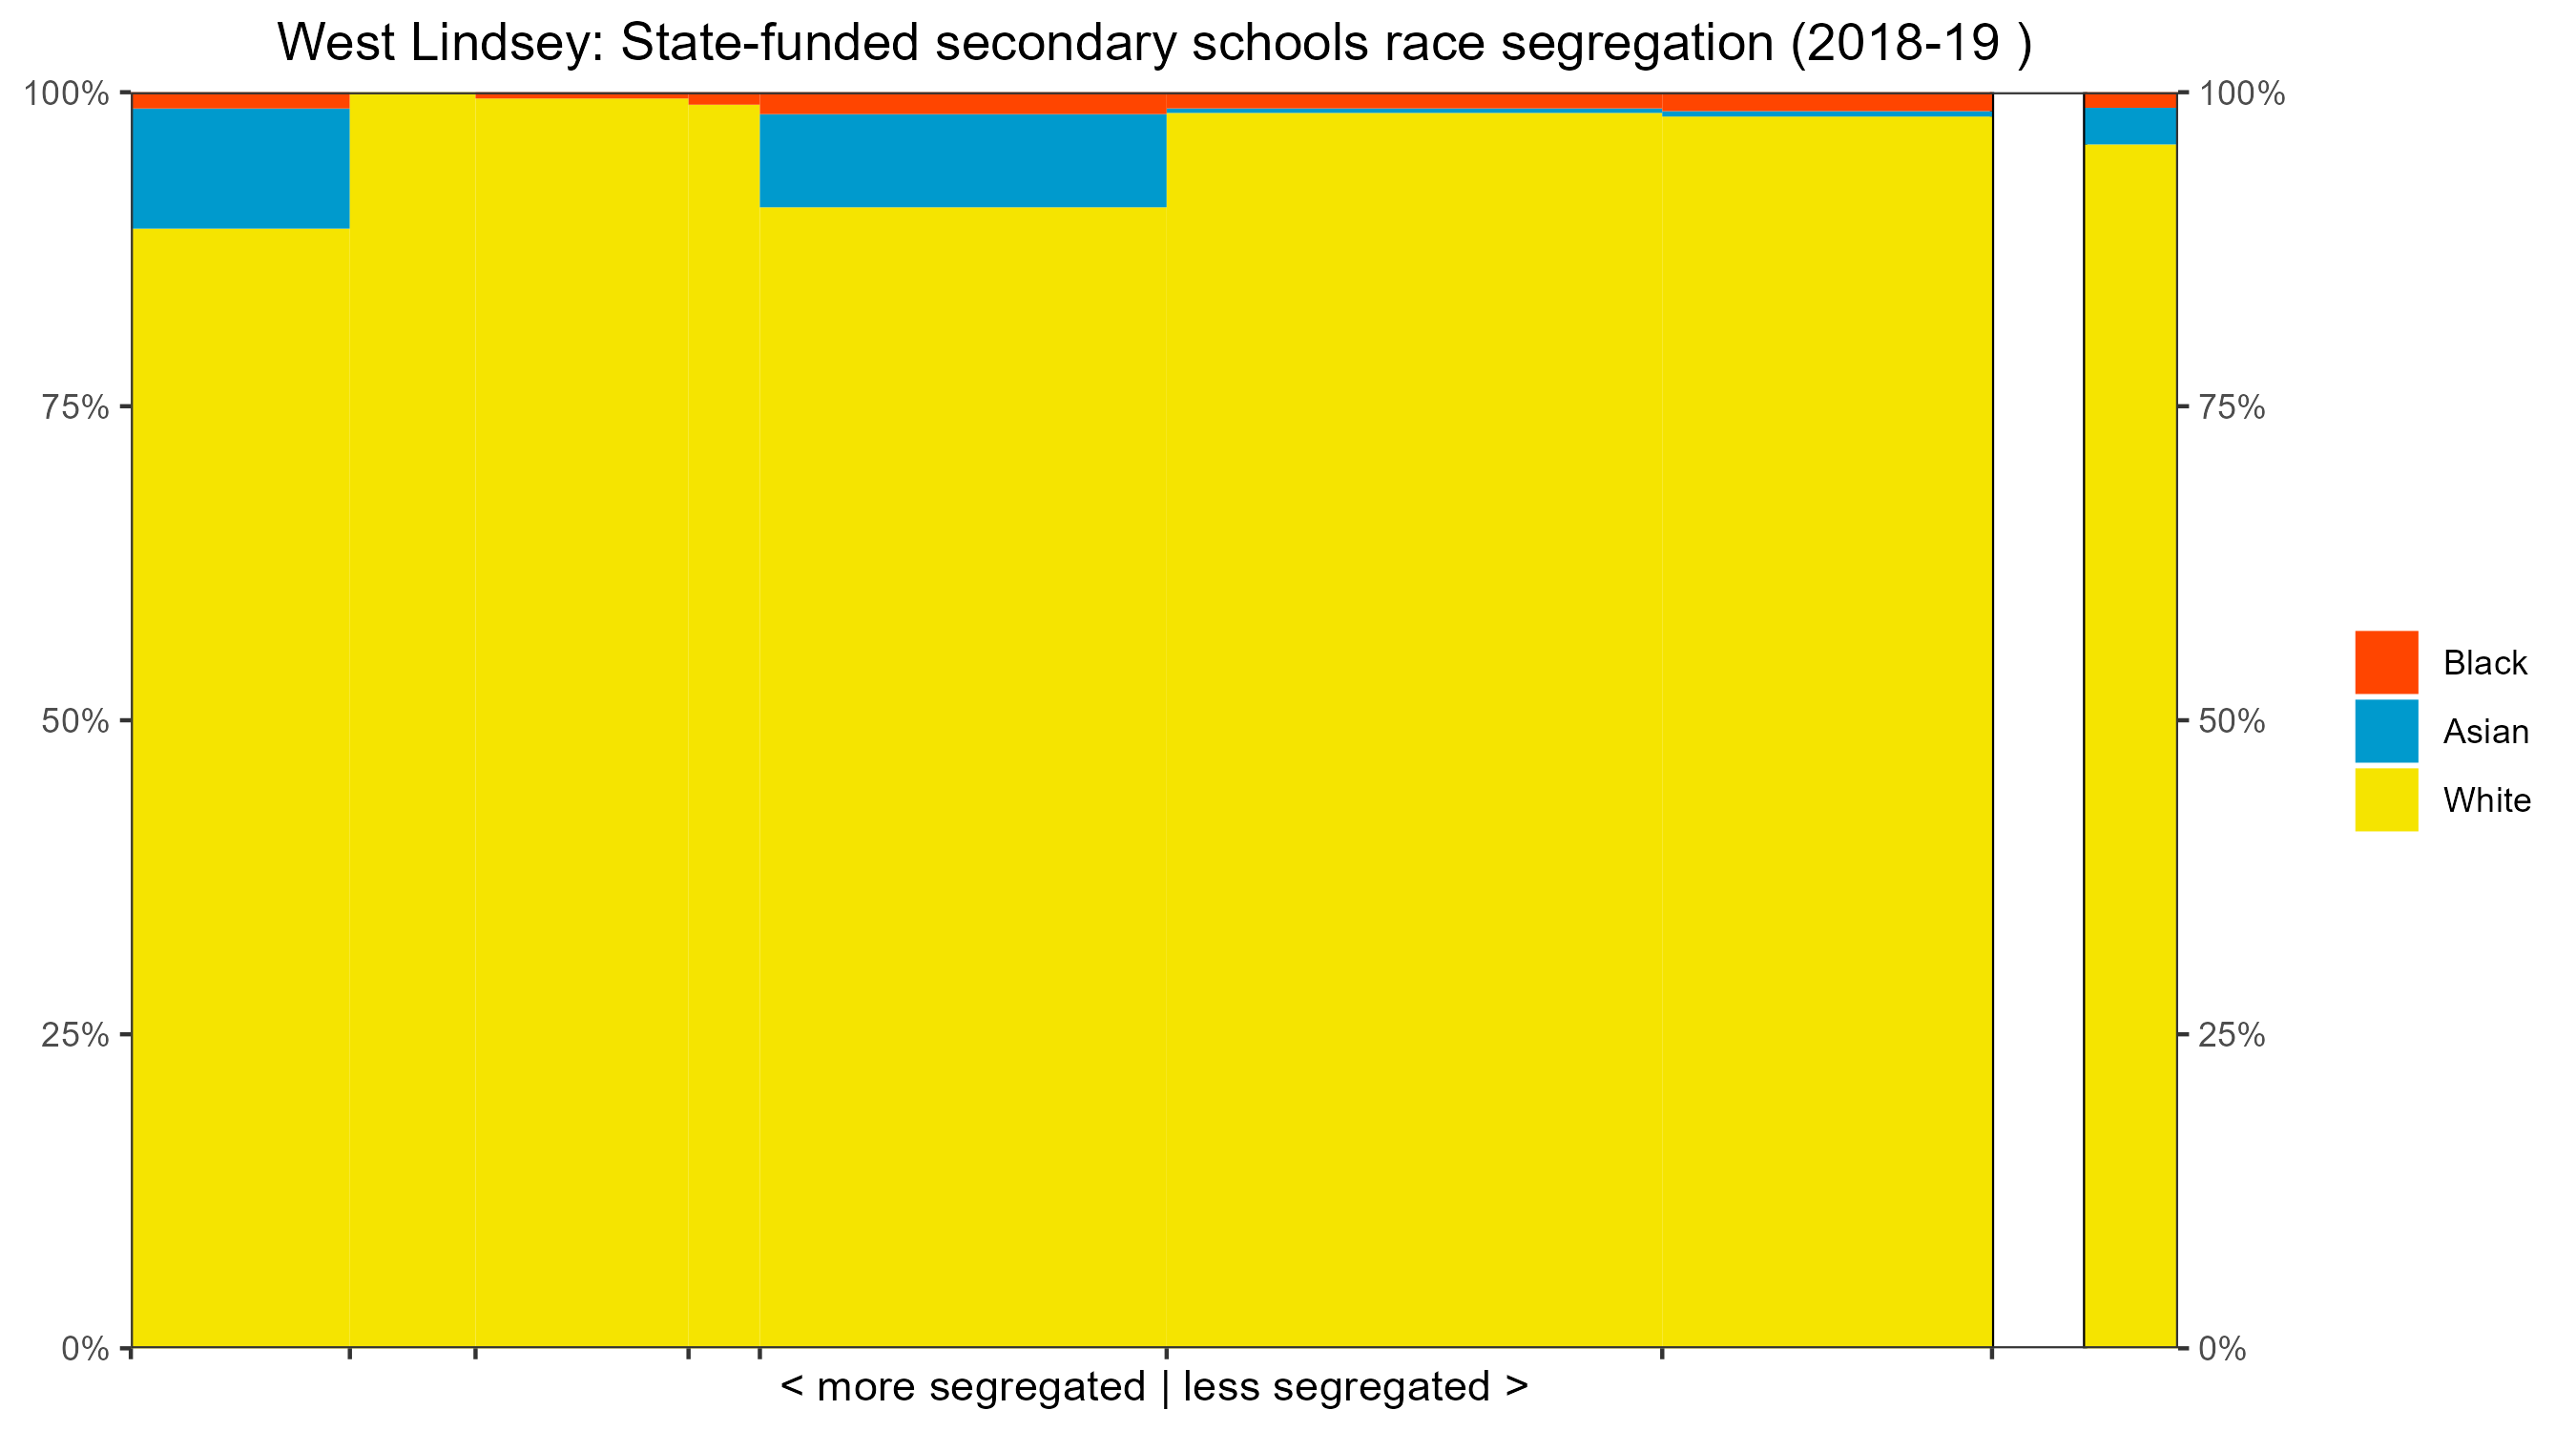 West Lindsey: State-funded secondary schools race segregation (2018-19 )
100%
75%
50%
25%
0%
100%
75%
50%
25%
0%
Black
Asian
White
< more segregated | less segregated >